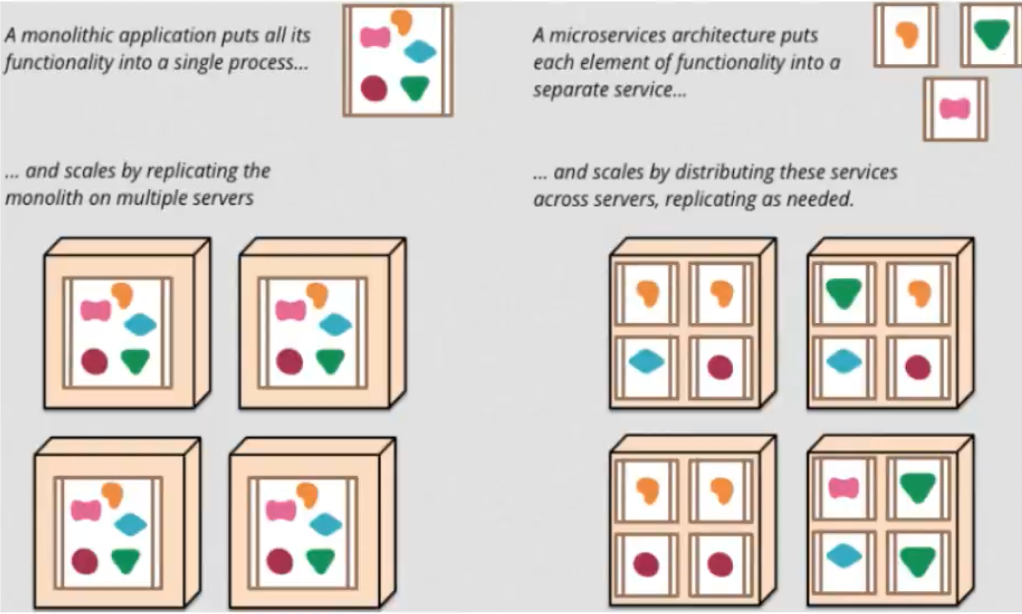 A monolithic application puts all its
functionality into a single process...
A microservices architecture puts
each element of functionality into a
separate service...
... and scales by replicating the
monolith on multiple servers
... and scales by distributing these services
across servers, replicating as needed.